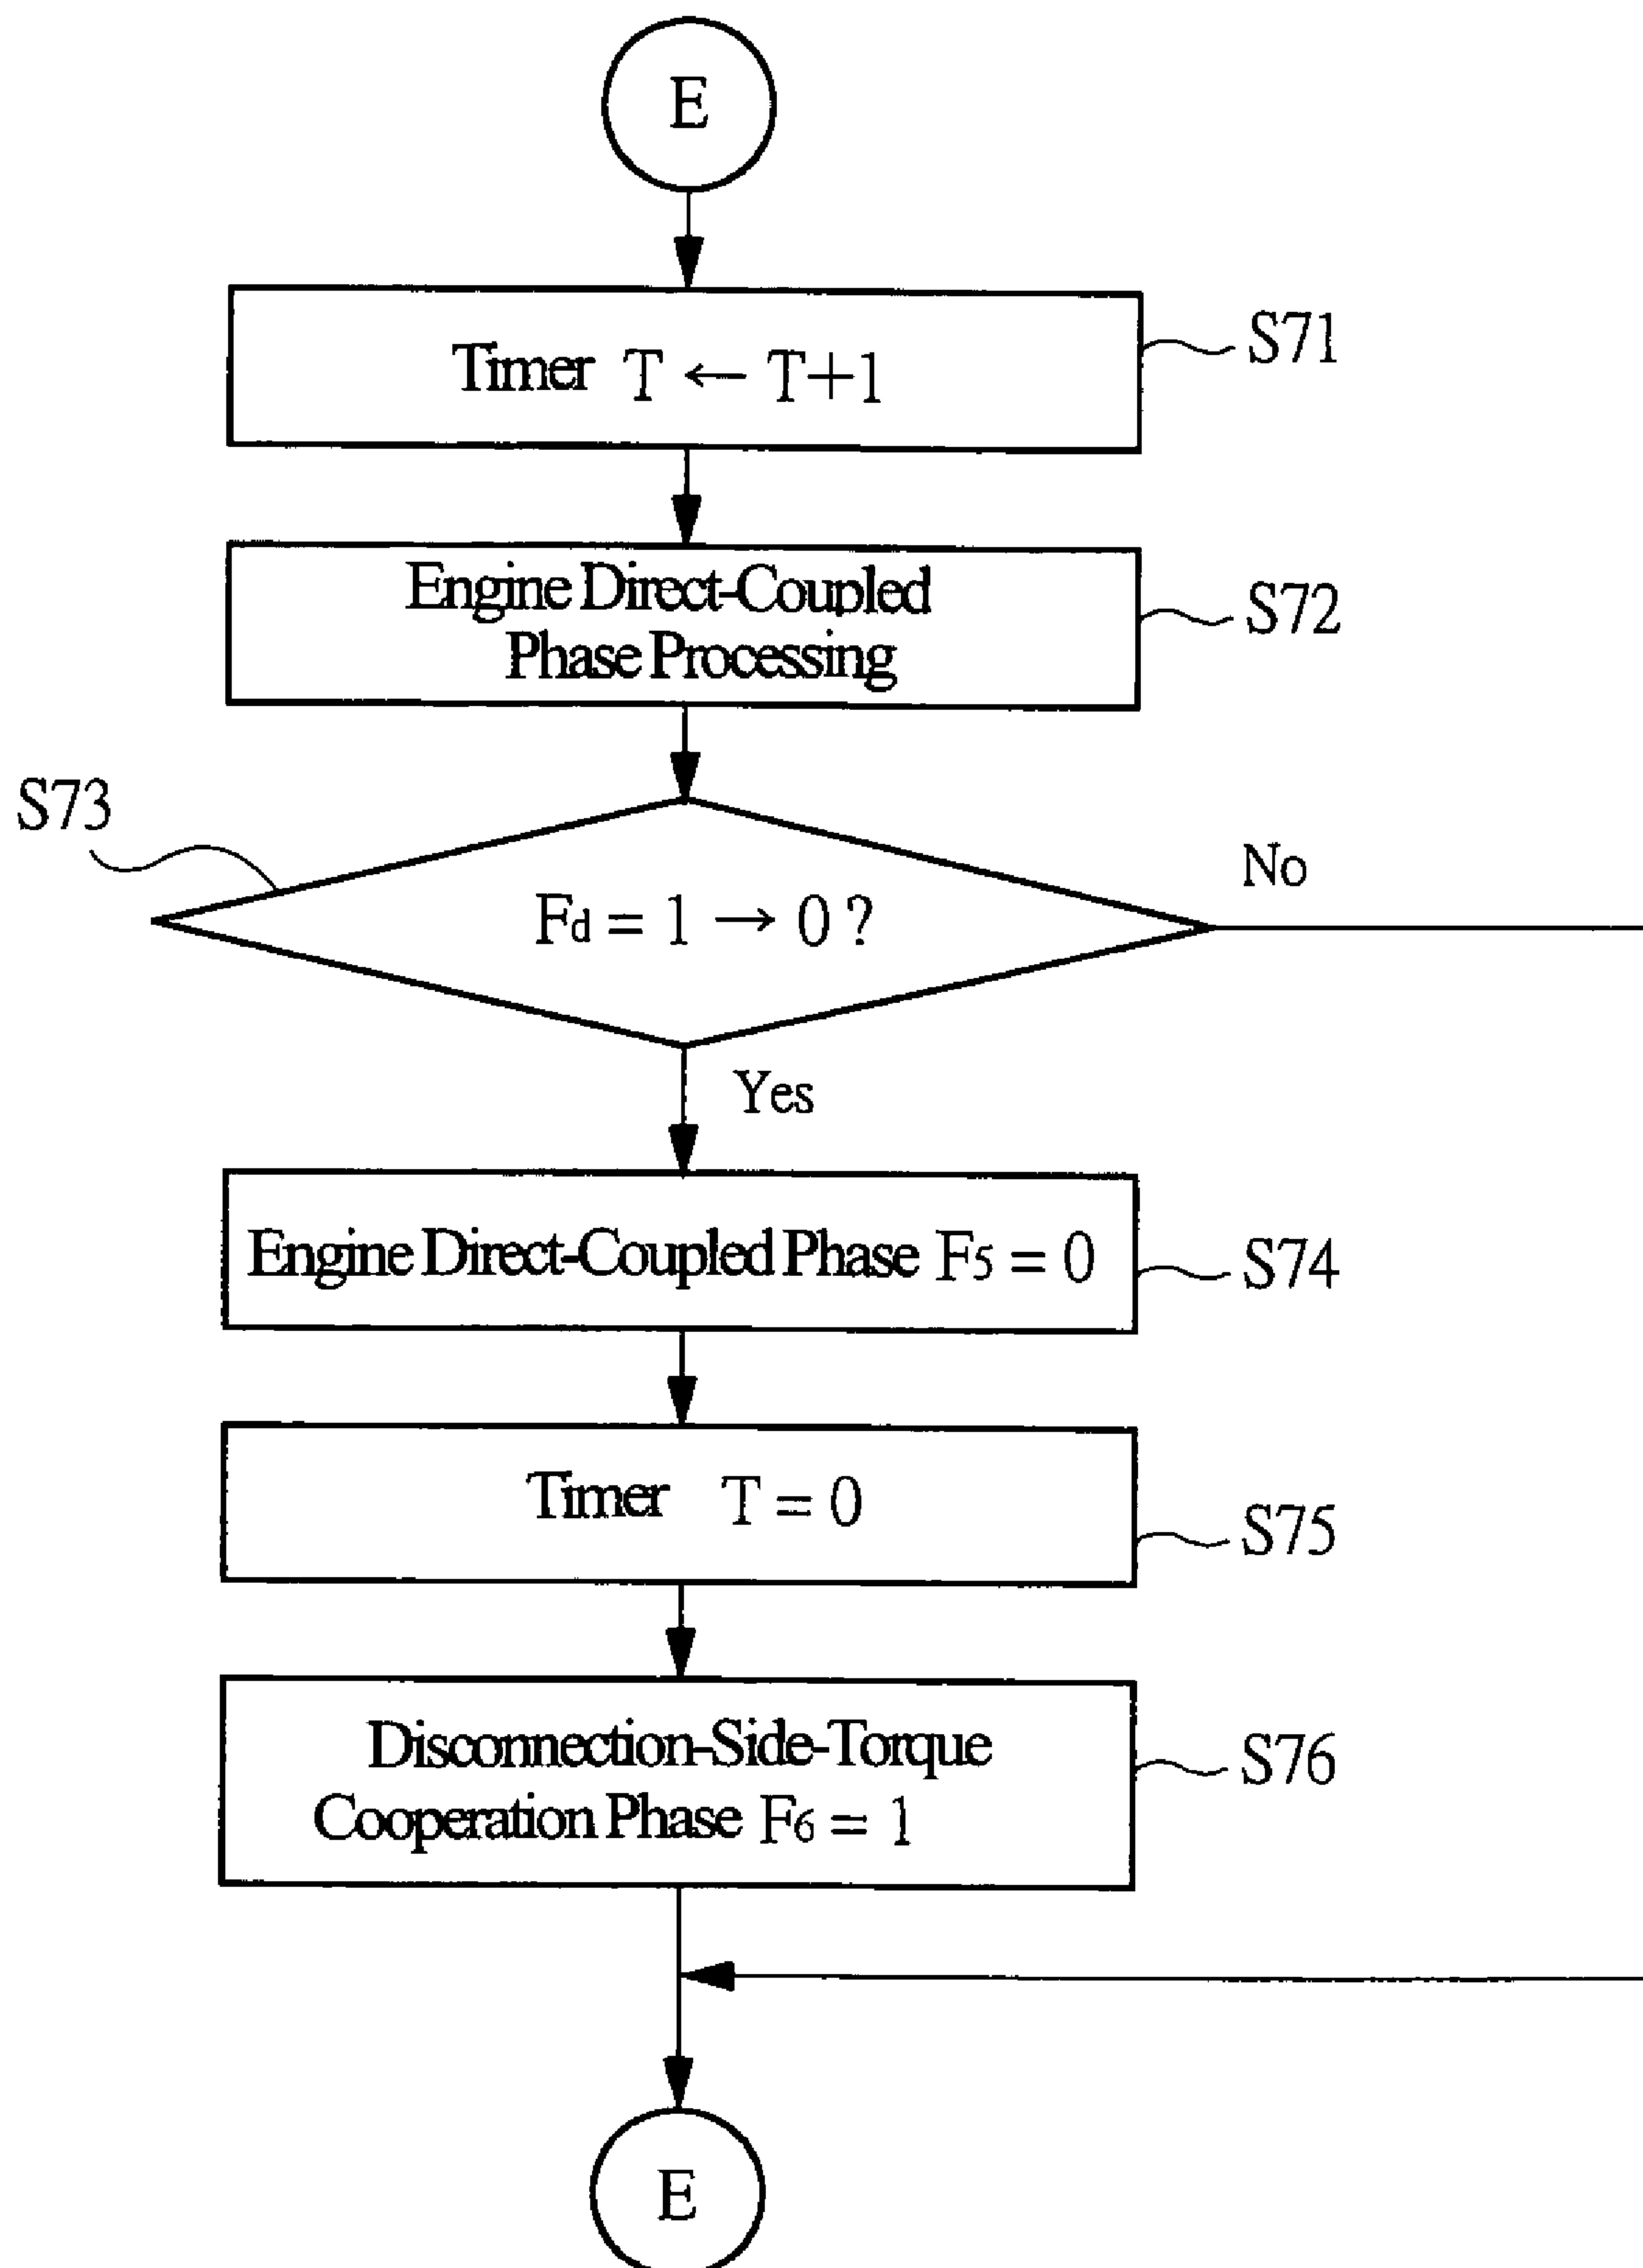 E
Timer T ← T+1
S71
Engine Direct-Coupled
Phase Processing
S72
S73
Fd = 1 → 0 ?
No
Yes
Engine Direct-Coupled Phase F5 = 0
S74
Timer T = 0
S75
Disconnection-Side-Torque
Cooperation Phase F6 = 1
S76
E